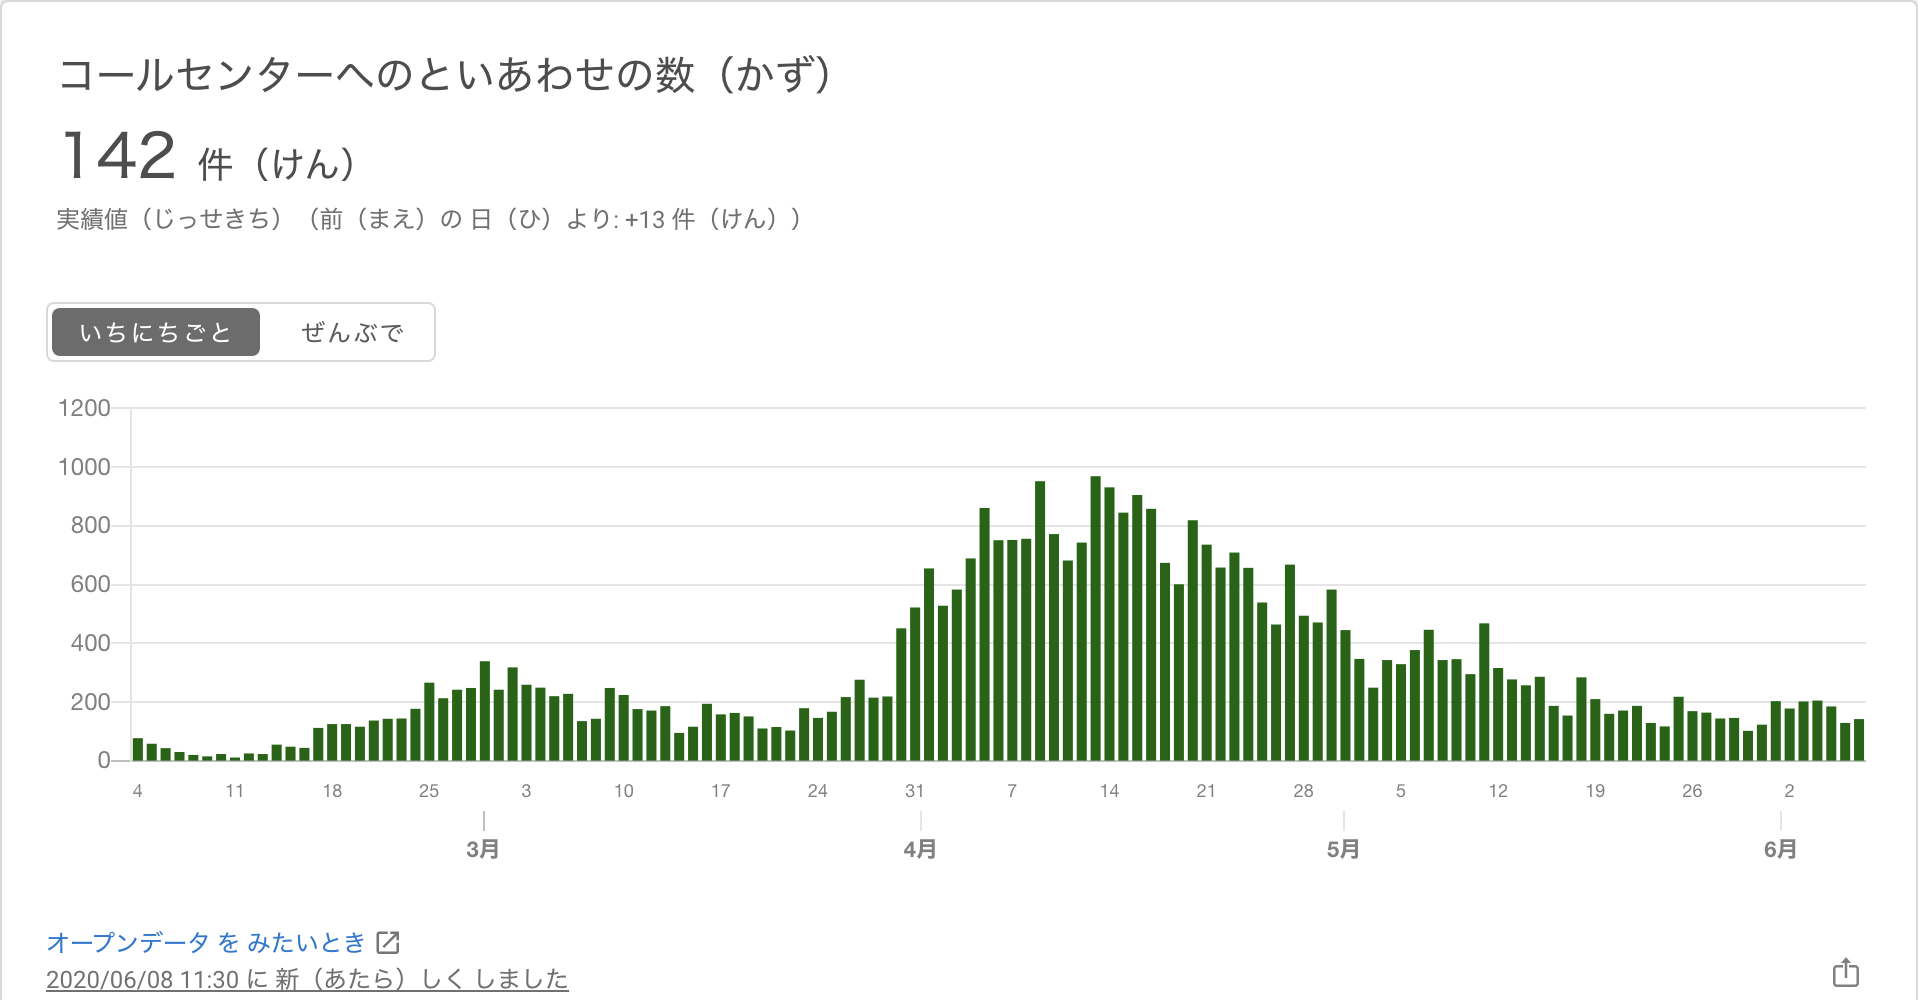 コールセンターへのといあわせの数（かず）
142 件（けん）
実績値（じっせきち）（前（まえ）の 日（ひ）より: +13 件（けん））
いちにちごと ぜんぶで
1200
1000
800
600
400
200
0
4 11 18 25 3 10 17 24 31 7 14 21 28 5 12 19 26 2
3月 4月 5月 6月
オープンデータ を みたいとき
2020/06/08 11:30 に 新（あたら）しく しました